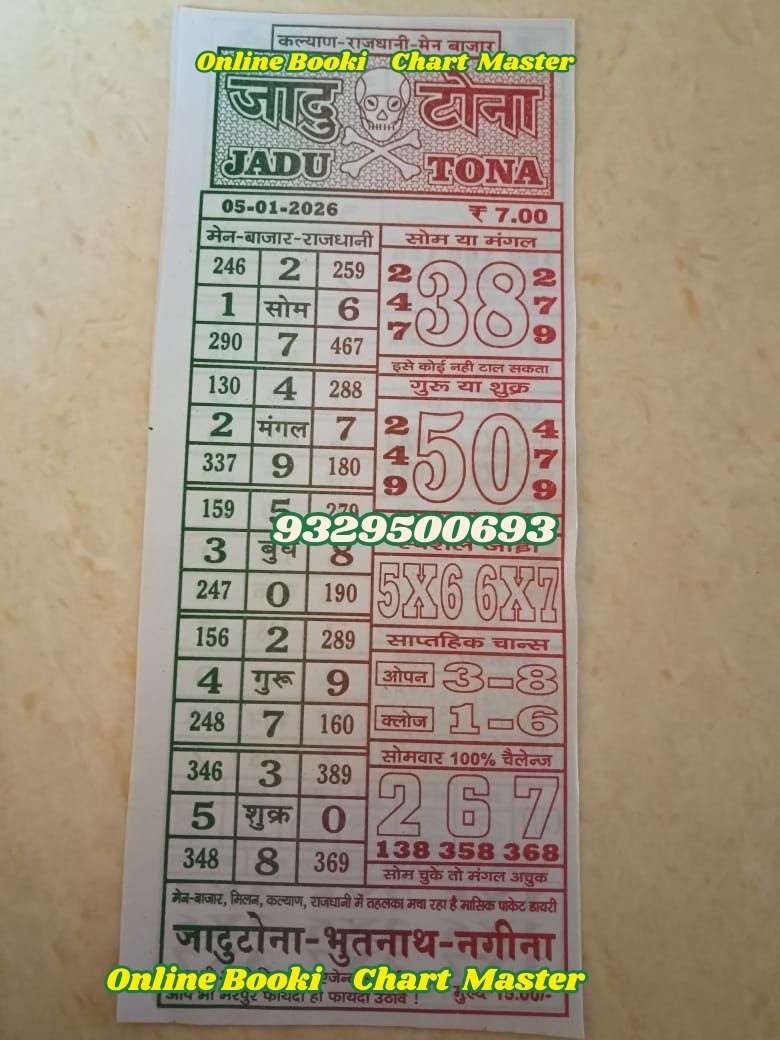 कल्याण-राजधानी-मेन बाजार
Online Booki Chart Master
जादु टोना
JADU TONA
05-01-2026 ₹ 7.00
मेन-बाजार-राजधानी
246 2 259
1 सोम 6
290 7 467
130 4 288
2 मंगल 7
337 9 180
159 5 279
3 बुध 8
247 0 190
156 2 289
4 गुरू 9
248 7 160
346 3 389
5 शुक्र 0
348 8 369
सोम या मंगल
2 38 2
4 7
7 9
इसे कोई नही टाल सकता
गुरू या शुक्र
2 50 4
4 7
9 9
9329500693
स्पेशल जोडी
5X6 6X7
साप्तहिक चान्स
ओपन 3-8
क्लोज 1-6
सोमवार 100% चैलेन्ज
2 6 7
138 358 368
सोम चुके तो मंगल अचुक
मेन-बाजार, मिलन, कल्याण, राजधानी में तहलका मचा रहा है मासिक पाकेट डायरी
जादुटोना-भुतनाथ-नगीना
Online Booki Chart Master
आप भी भरपुर फायदा ही फायदा उठावे ! मुल्य 15.00/-